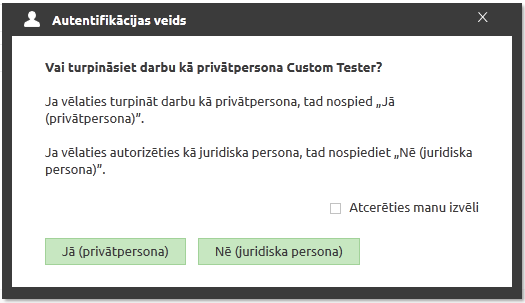 Autentifikācijas veids
Vai turpināsiet darbu kā privātpersona Custom Tester?
Ja vēlaties turpināt darbu kā privātpersona, tad nospied „Jā
(privātpersona)”.
Ja vēlaties autorizēties kā juridiska persona, tad nospiediet „Nē (juridiska
persona)”.
Atcerēties manu izvēli
Jā (privātpersona)
Nē (juridiska persona)